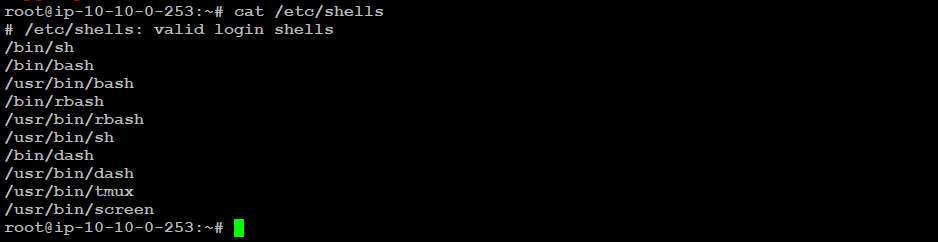 root@ip-10-10-0-253:~# cat /etc/shells
# /etc/shells: valid login shells
/bin/sh
/bin/bash
/usr/bin/bash
/bin/rbash
/usr/bin/rbash
/usr/bin/sh
/bin/dash
/usr/bin/dash
/usr/bin/tmux
/usr/bin/screen
root@ip-10-10-0-253:~#